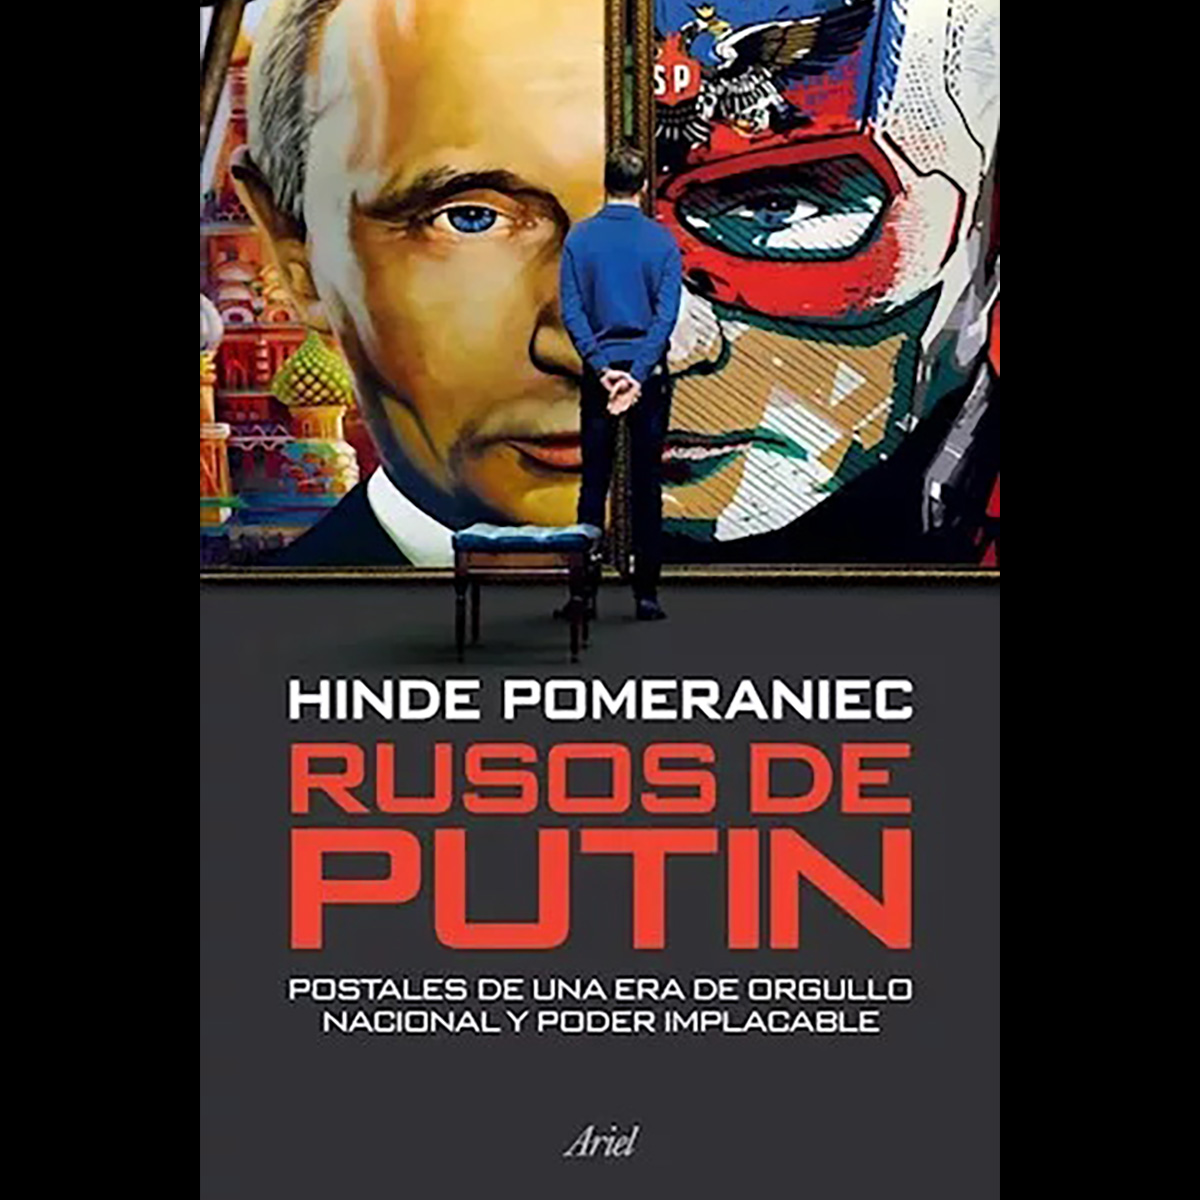 SP
HINDE POMERANIEC
RUSOS DE
PUTIN
POSTALES DE UNA ERA DE ORGULLO
NACIONAL Y PODER IMPLACABLE
Ariel